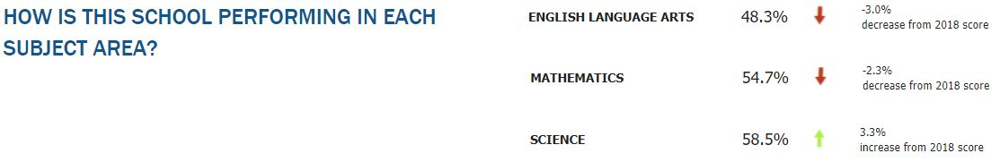 HOW IS THIS SCHOOL PERFORMING IN EACH
SUBJECT AREA?
ENGLISH LANGUAGE ARTS 48.3% -3.0%
decrease from 2018 score
MATHEMATICS 54.7% -2.3%
decrease from 2018 score
SCIENCE 58.5% 3.3%
increase from 2018 score